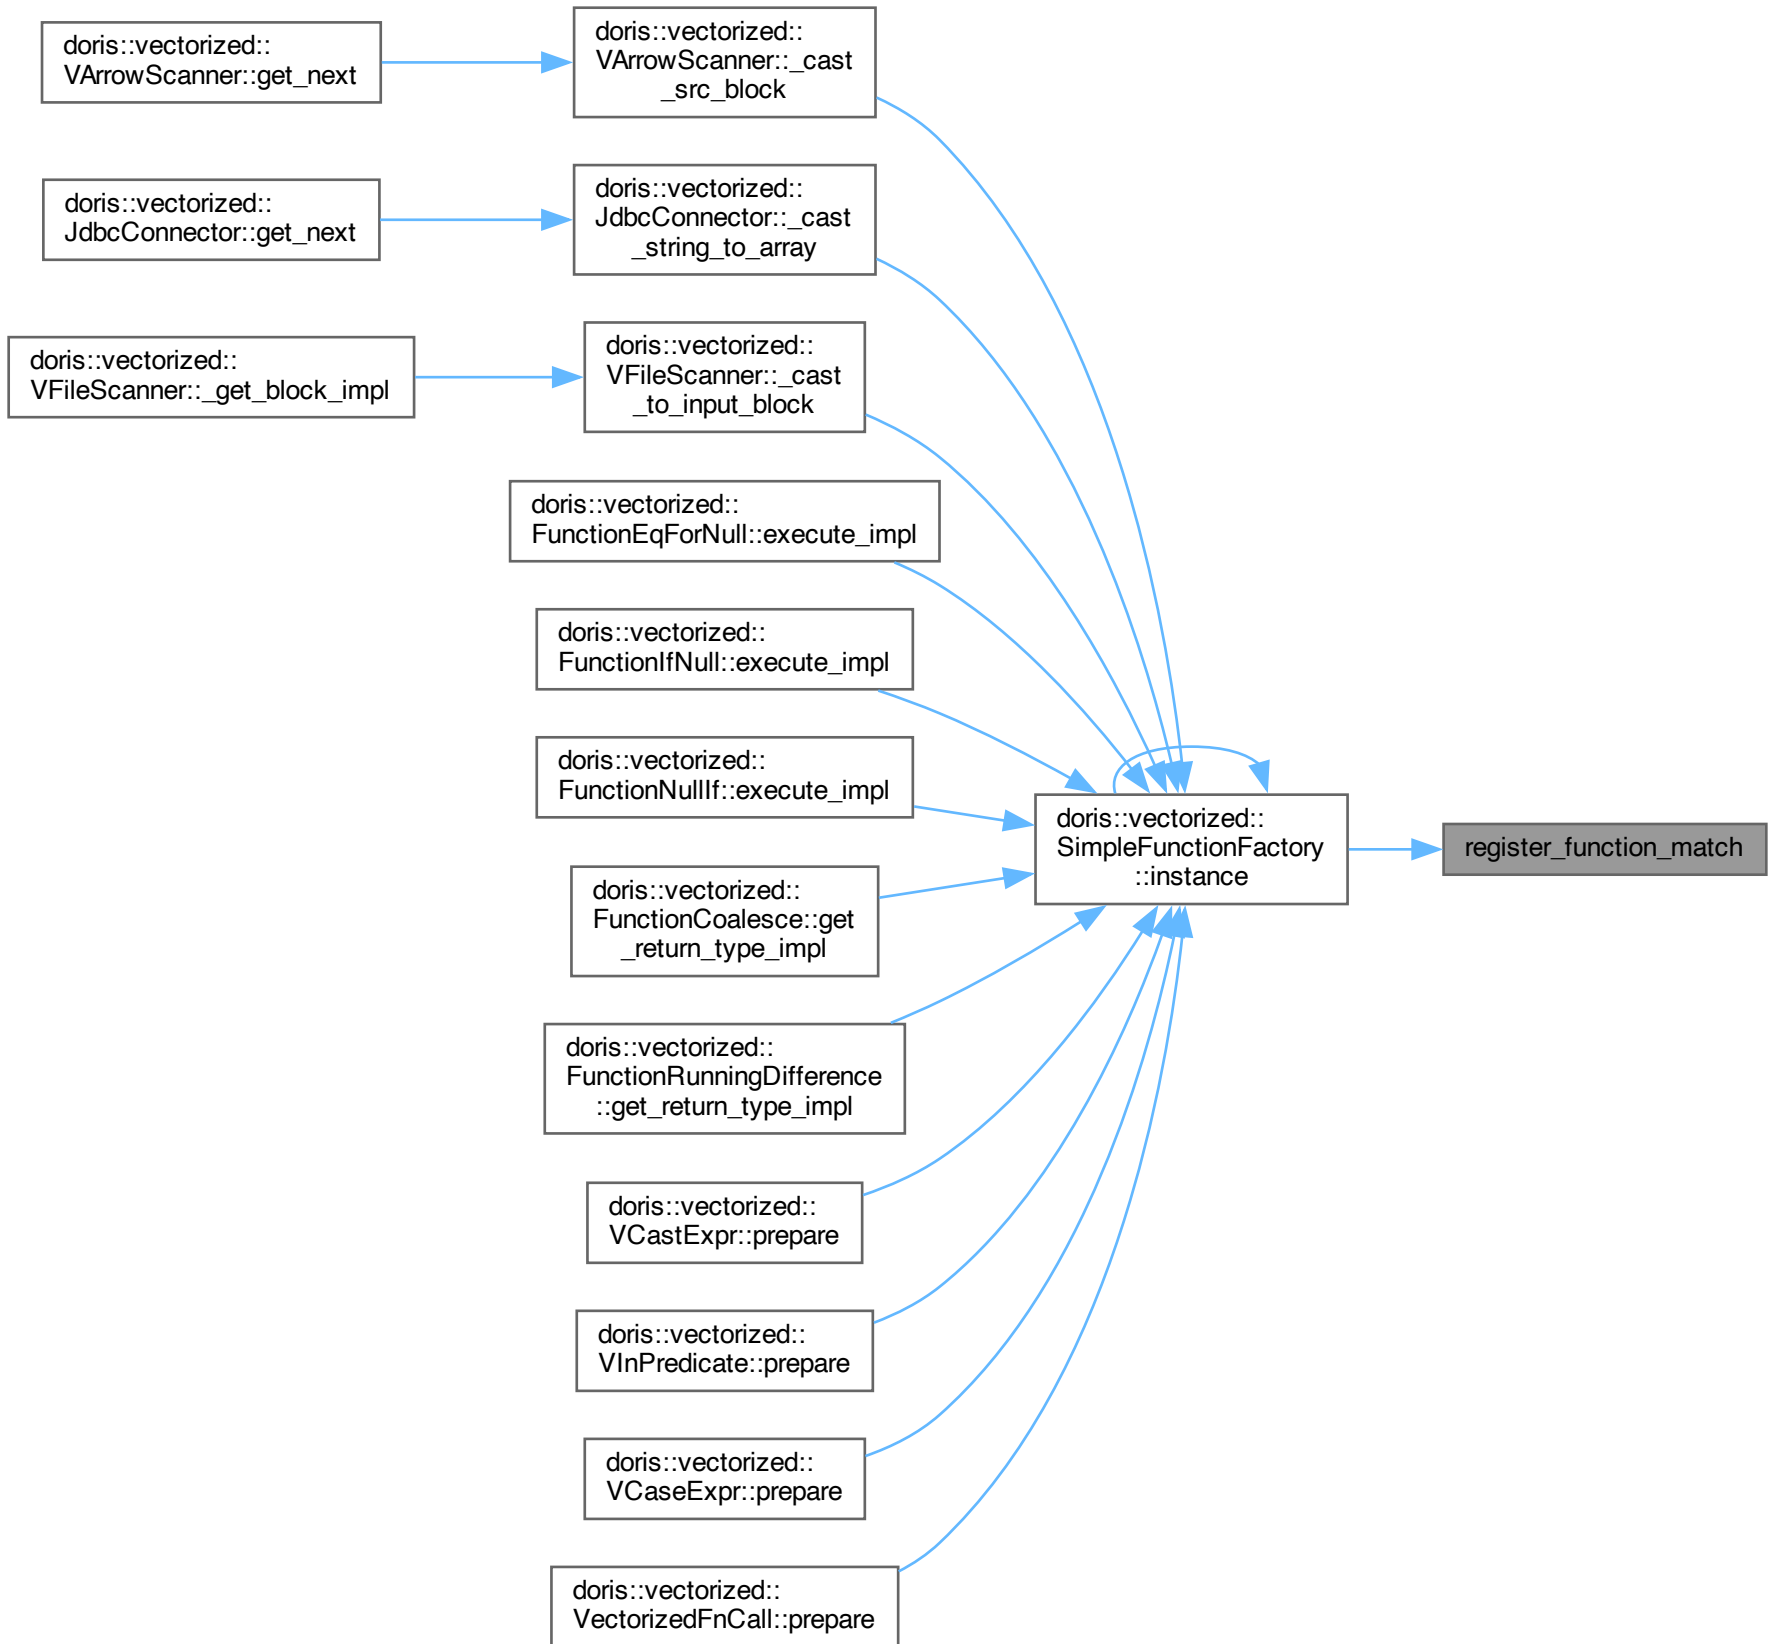 doris::vectorized::
VArrowScanner::get_next
doris::vectorized::
VArrowScanner::_cast
_src_block
doris::vectorized::
JdbcConnector::get_next
doris::vectorized::
JdbcConnector::_cast
_string_to_array
doris::vectorized::
VFileScanner::_get_block_impl
doris::vectorized::
VFileScanner::_cast
_to_input_block
doris::vectorized::
FunctionEqForNull::execute_impl
doris::vectorized::
FunctionIfNull::execute_impl
doris::vectorized::
FunctionNullIf::execute_impl
doris::vectorized::
SimpleFunctionFactory
::instance
register_function_match
doris::vectorized::
FunctionCoalesce::get
_return_type_impl
doris::vectorized::
FunctionRunningDifference
::get_return_type_impl
doris::vectorized::
VCastExpr::prepare
doris::vectorized::
VInPredicate::prepare
doris::vectorized::
VCaseExpr::prepare
doris::vectorized::
VectorizedFnCall::prepare